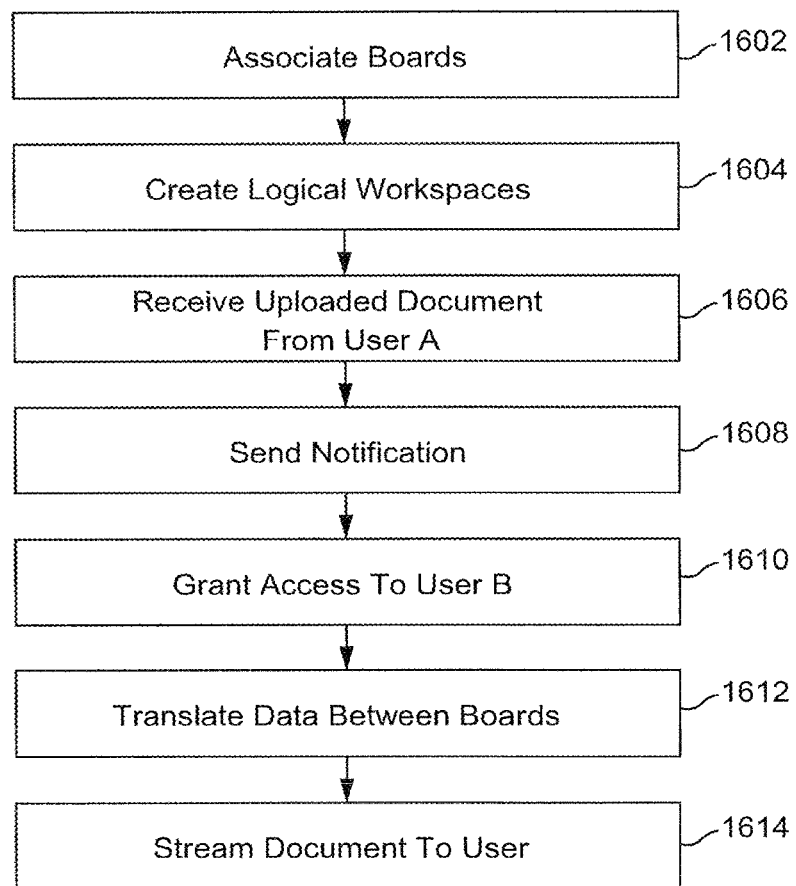 Associate Boards
1602
Create Logical Workspaces
1604
Receive Uploaded Document
From User A
1606
Send Notification
1608
Grant Access To User B
1610
Translate Data Between Boards
1612
Stream Document To User
1614